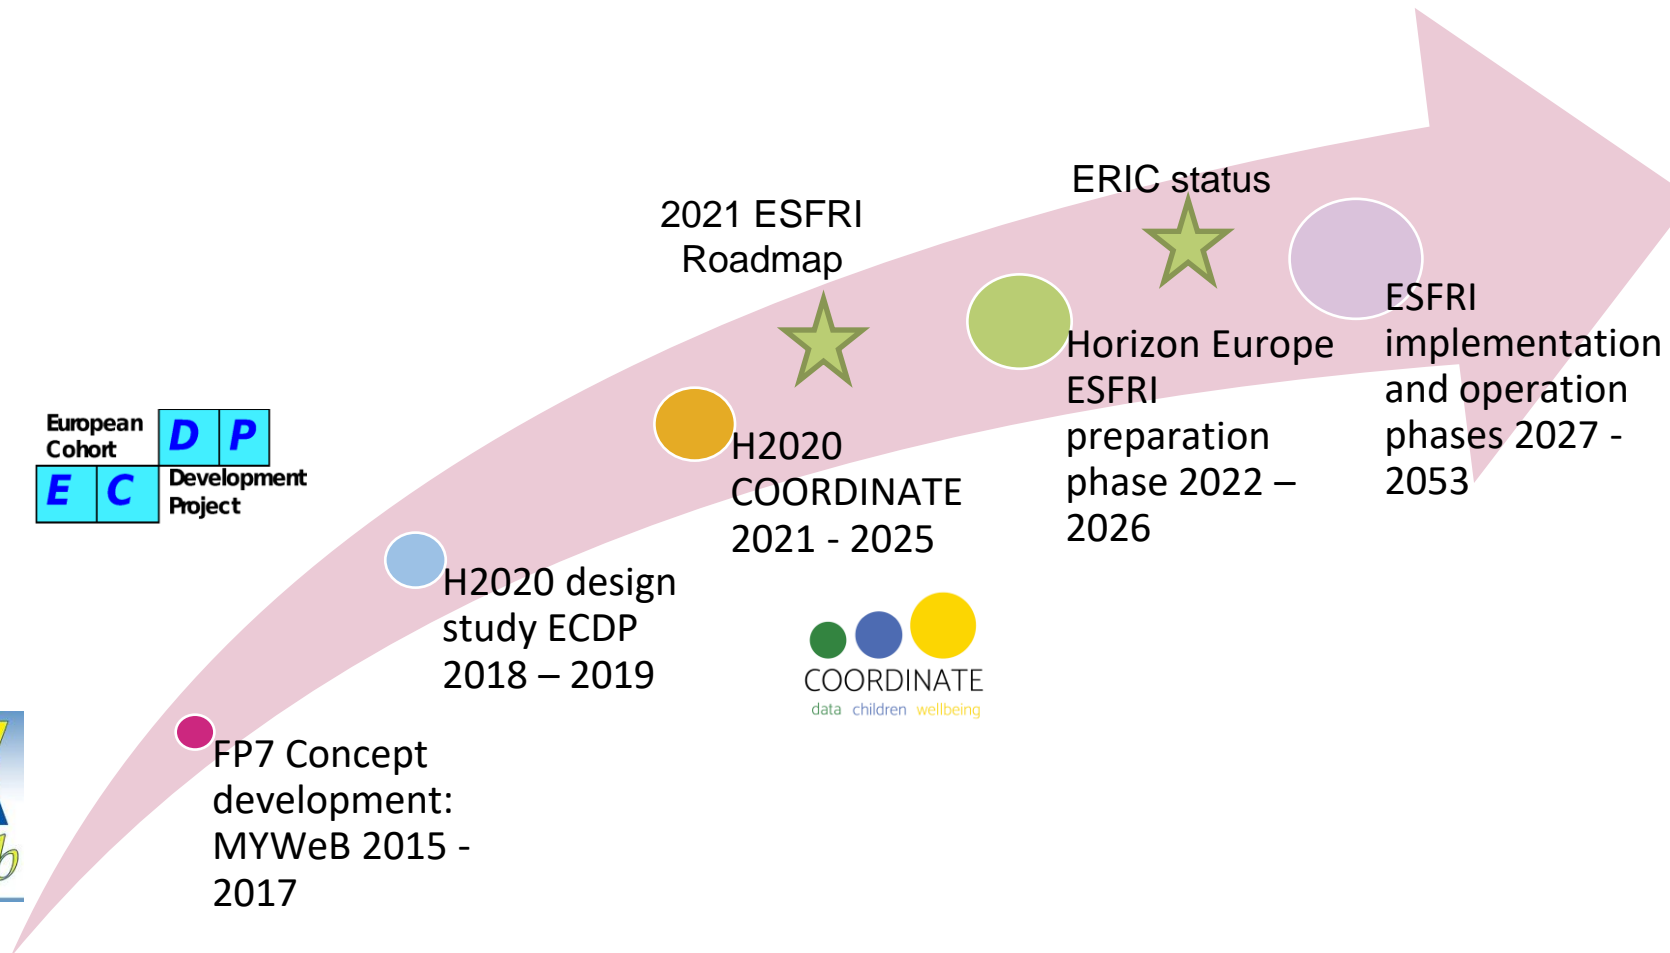 ERIC status
2021 ESFRI
Roadmap
ESFRI
implementation
and operation
phases 2027 -
2053
Horizon Europe
ESFRI
preparation
phase 2022 –
2026
H2020
COORDINATE
2021 - 2025
European
Cohort
D P
E C
Development
Project
H2020 design
study ECDP
2018 – 2019
COORDINATE
data children wellbeing
FP7 Concept
development:
MYWeB 2015 -
2017